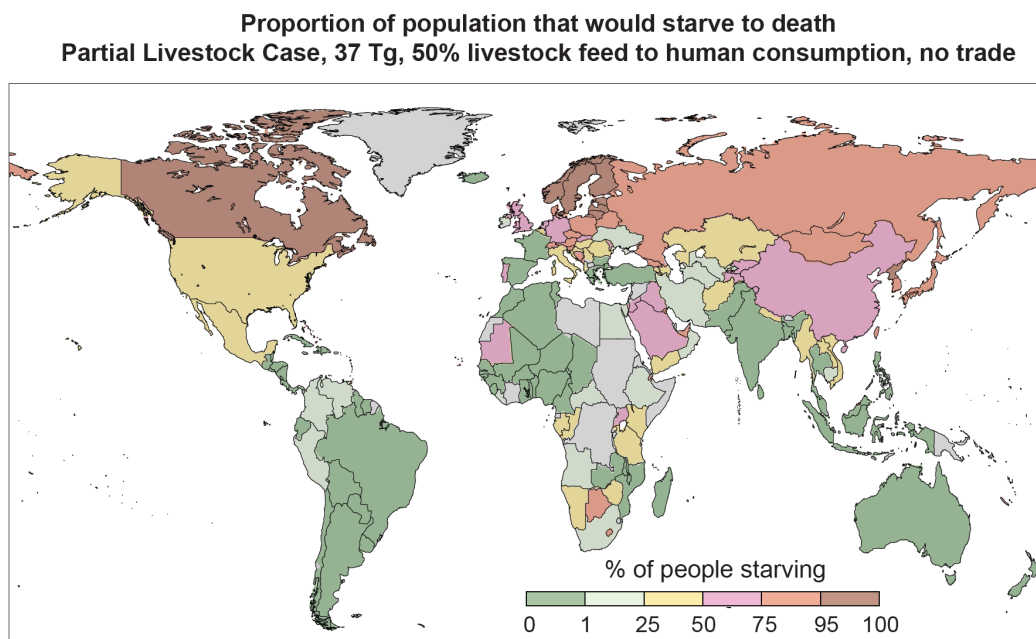 Proportion of population that would starve to death
Partial Livestock Case, 37 Tg, 50% livestock feed to human consumption, no trade
% of people starving
0 1 25 50 75 95 100